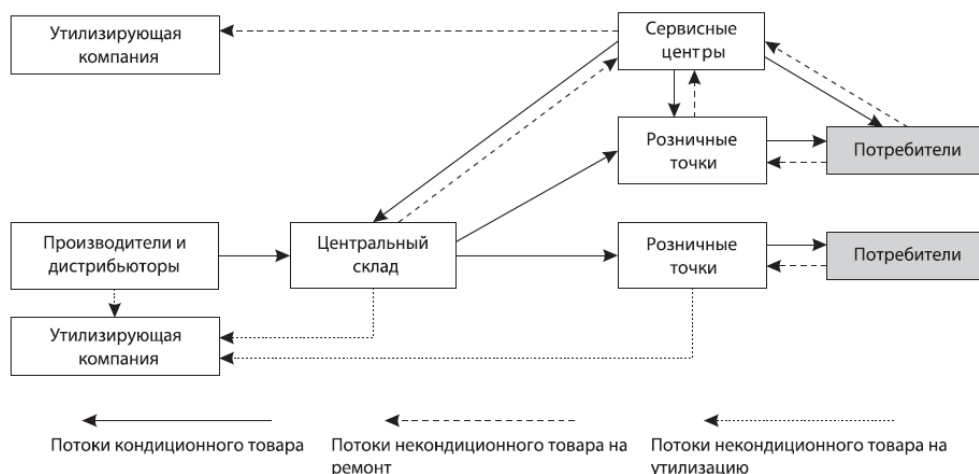 Утилизирующая
компания
Сервисные
центры
Розничные
точки
Потребители
Производители и
дистрибьюторы
Центральный
склад
Розничные
точки
Потребители
Утилизирующая
компания
Потоки кондиционного товара
Потоки некондиционного товара на
ремонт
Потоки некондиционного товара на
утилизацию